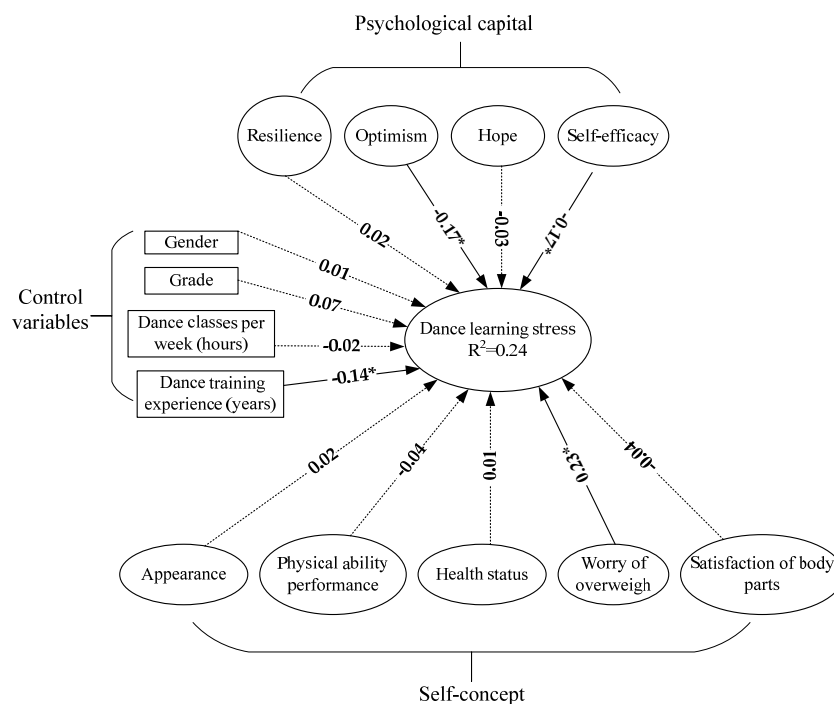 Psychological capital
Resilience
Optimism
Hope
Self-efficacy
0.02
-0.17*
-0.03
-0.17*
Control
variables
Gender
Grade
Dance classes per
week (hours)
Dance training
experience (years)
0.01
0.07
-0.02
-0.14*
Dance learning stress
R²=0.24
0.02
-0.04
0.01
0.23*
-0.04
Appearance
Physical ability
performance
Health status
Worry of
overweigh
Satisfaction of body
parts
Self-concept